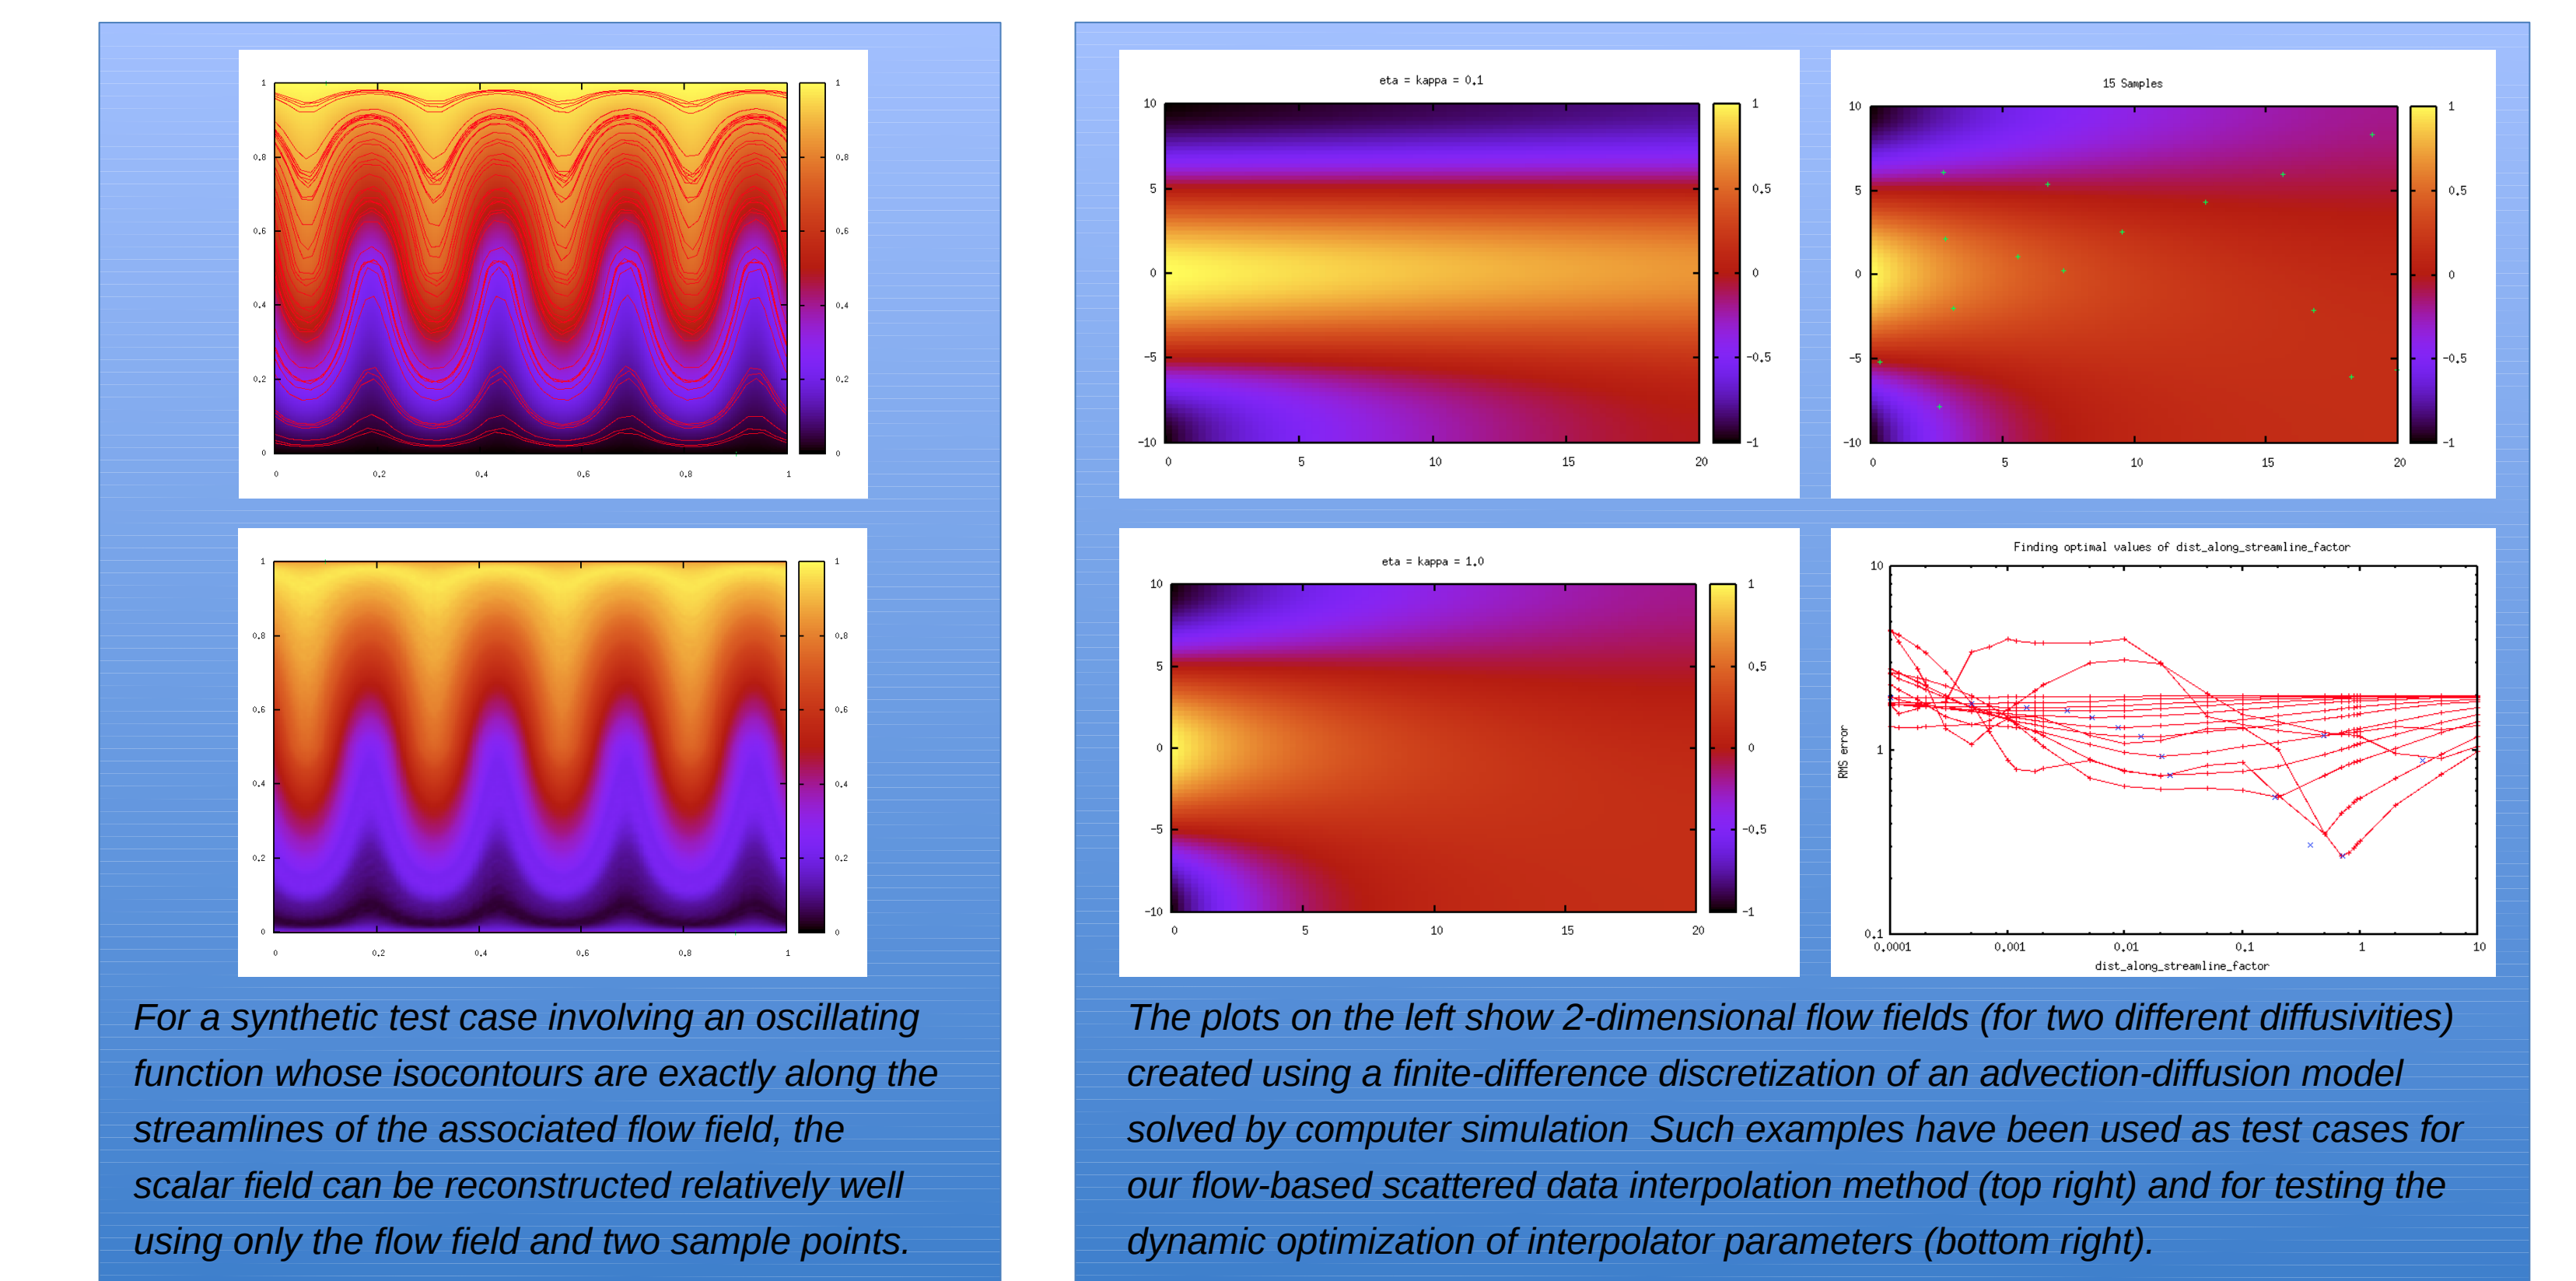 1
0.8
0.6
0.4
0.2
0
0 0.2 0.4 0.6 0.8 1
1
0.8
0.6
0.4
0.2
0
1
0.8
0.6
0.4
0.2
0
0 0.2 0.4 0.6 0.8 1
1
0.8
0.6
0.4
0.2
0
For a synthetic test case involving an oscillating
function whose isocontours are exactly along the
streamlines of the associated flow field, the
scalar field can be reconstructed relatively well
using only the flow field and two sample points.
eta = kappa = 0.1
10
5
0
-5
-10
0 5 10 15 20
1
0.5
0
-0.5
-1
15 Samples
10
5
0
-5
-10
0 5 10 15 20
1
0.5
0
-0.5
-1
eta = kappa = 1.0
10
5
0
-5
-10
0 5 10 15 20
1
0.5
0
-0.5
-1
Finding optimal values of dist_along_streamline_factor
RMS error
10
1
0.1
0.0001 0.001 0.01 0.1 1 10
dist_along_streamline_factor
The plots on the left show 2-dimensional flow fields (for two different diffusivities)
created using a finite-difference discretization of an advection-diffusion model
solved by computer simulation  Such examples have been used as test cases for
our flow-based scattered data interpolation method (top right) and for testing the
dynamic optimization of interpolator parameters (bottom right).